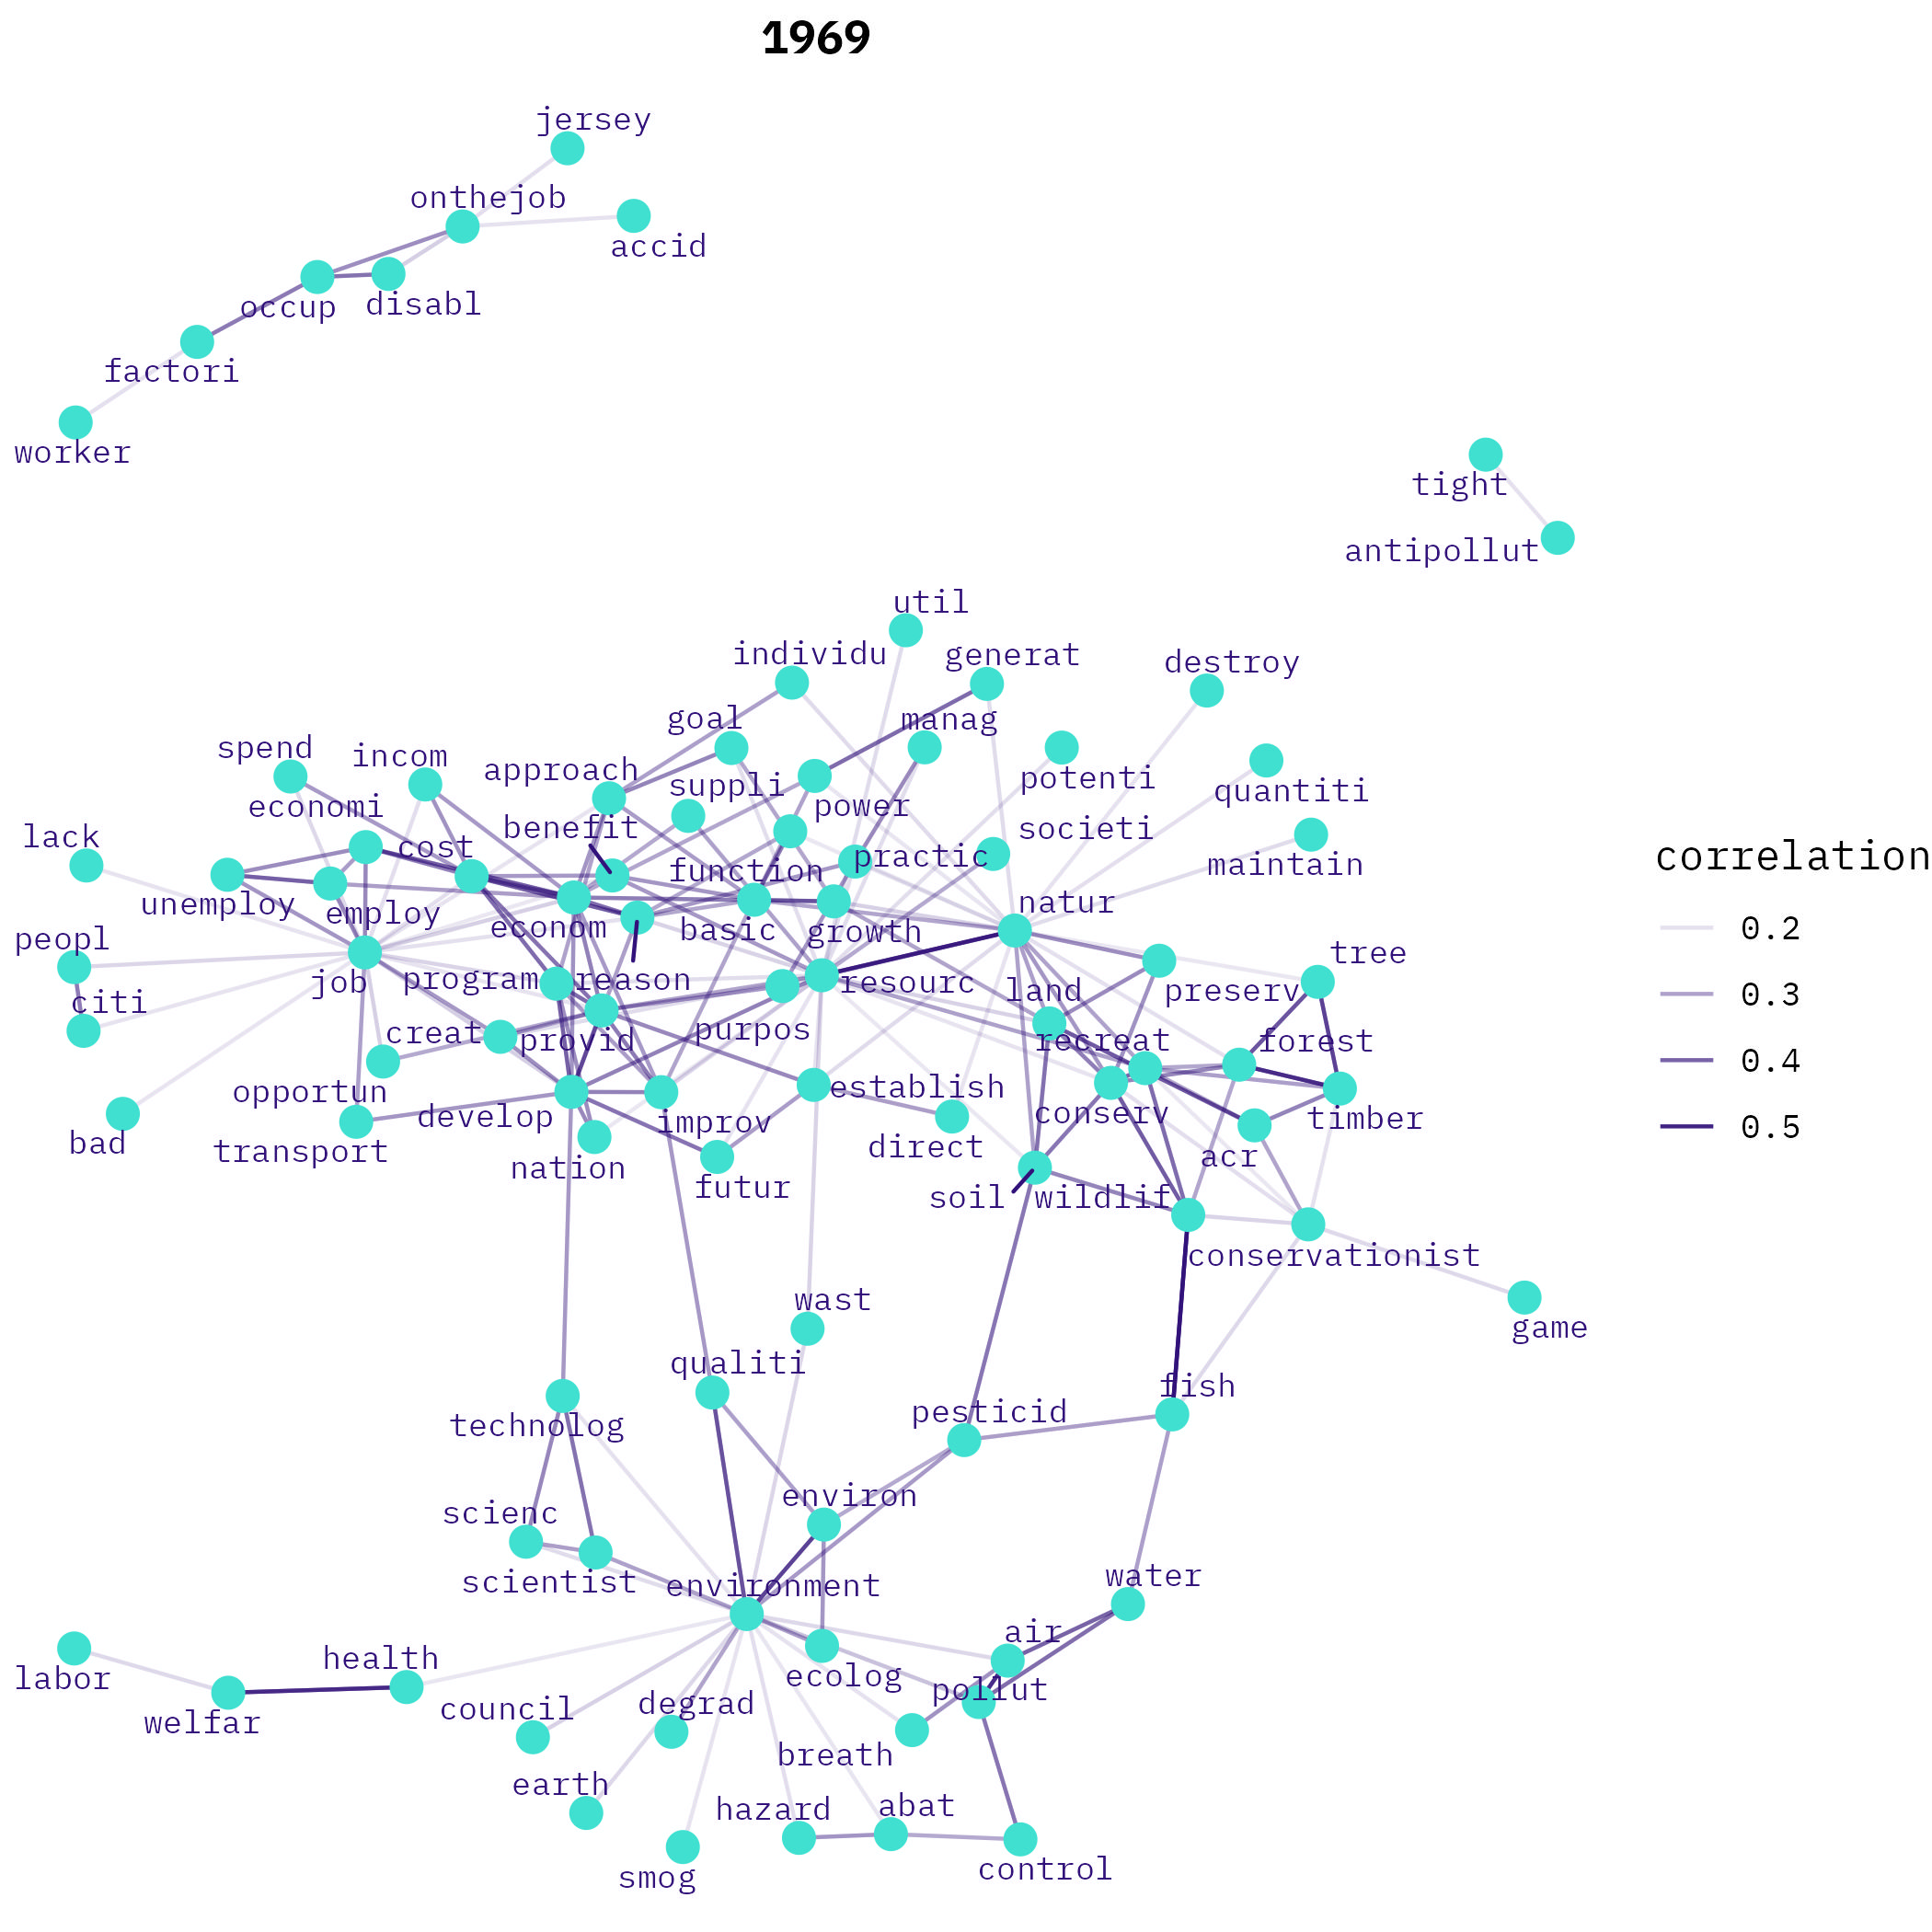 1969
jersey
onthejob
accid
occup
disabl
factori
worker
tight
antipollut
util
individu
generat
destroy
goal
manag
spend
incom
approach
suppli
potenti
quantiti
economi
power
benefit
societi
lack
cost
function
practic
maintain
correlation
unemploy
employ
econom
basic
growth
natur
0.2
peopl
tree
citi
job
program
reason
resourc
land
preserv
0.3
creat
provid
purpos
recreat
forest
0.4
opportun
develop
improv
establish
conserv
timber
0.5
bad
transport
nation
futur
direct
acr
soil
wildlif
conservationist
wast
game
qualiti
fish
technolog
pesticid
scienc
environ
scientist
environment
water
air
labor
health
ecolog
pollut
welfar
council
degrad
breath
earth
hazard
abat
smog
control